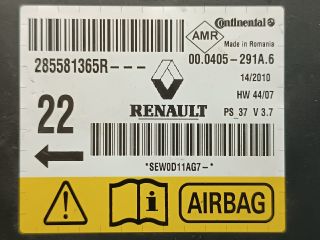 AMR Continental
Made in Romania
285581365R--- 00.0405-291A.6
14/2010
HW 44/07
22 RENAULT PS_37 V 3.7
*SEW0D11AG7-*
AIRBAG